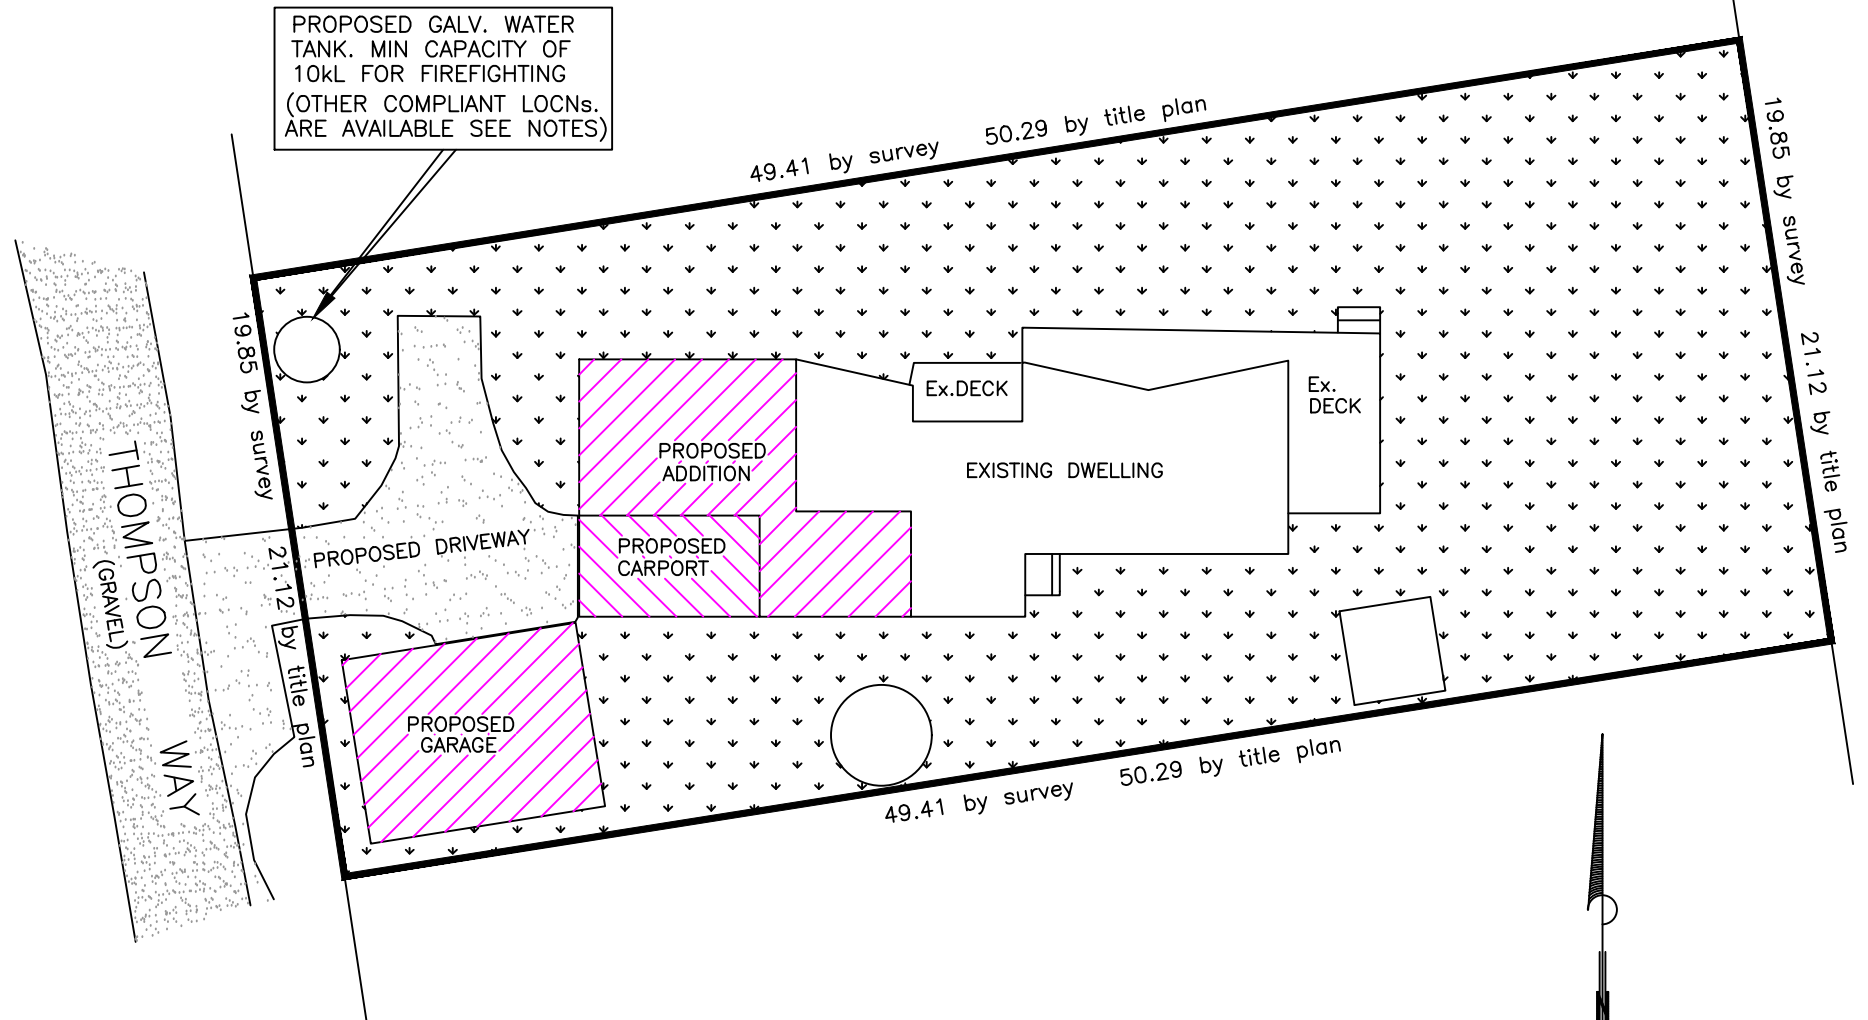 PROPOSED GALV. WATER
TANK. MIN CAPACITY OF
10kL FOR FIREFIGHTING
(OTHER COMPLIANT LOCNs.
ARE AVAILABLE SEE NOTES)
49.41 by survey
50.29 by title plan
19.85 by survey
21.12 by title plan
19.85 by survey
21.12 by title plan
THOMPSON
WAY
(GRAVEL)
PROPOSED DRIVEWAY
PROPOSED
ADDITION
PROPOSED
CARPORT
PROPOSED
GARAGE
Ex.DECK
EXISTING DWELLING
Ex.
DECK
49.41 by survey
50.29 by title plan
N